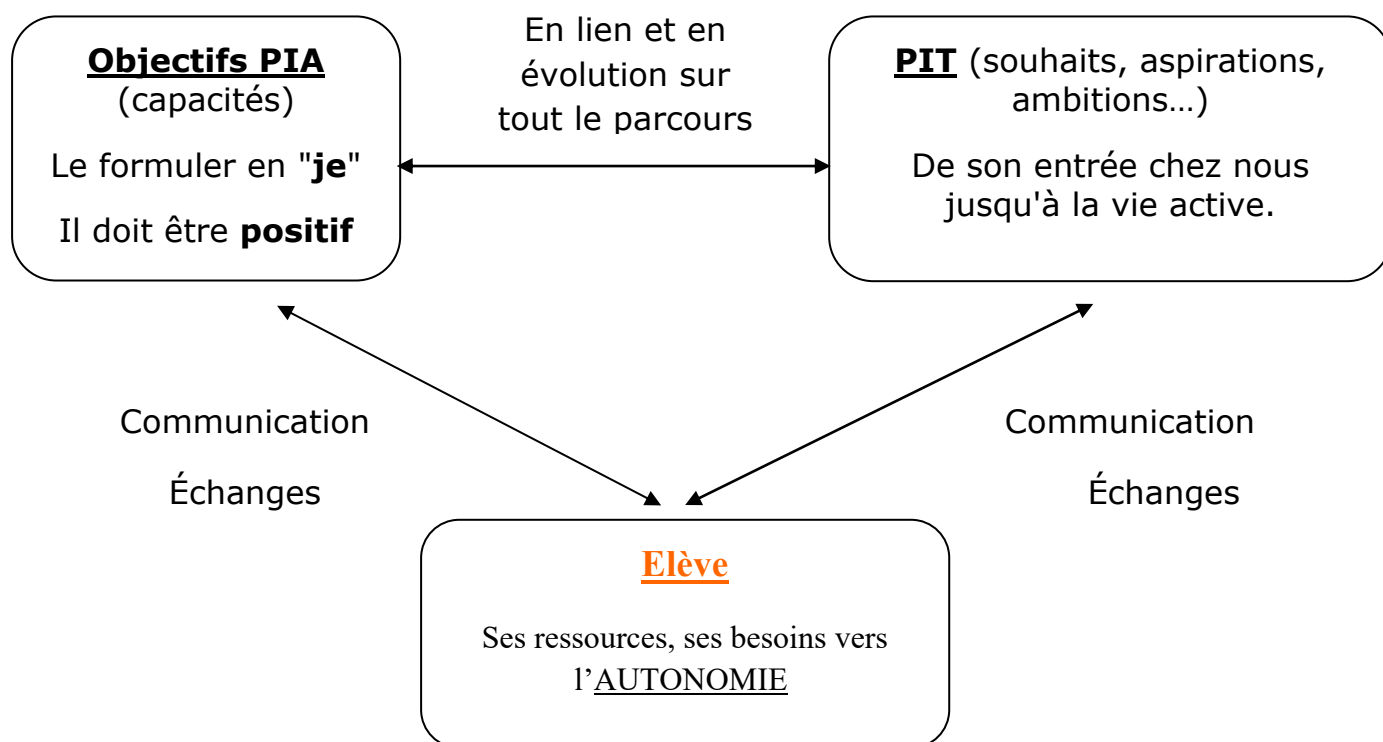 Objectifs PIA
(capacités)
Le formuler en "je"
Il doit être positif
En lien et en
évolution sur
tout le parcours
PIT (souhaits, aspirations,
ambitions…)
De son entrée chez nous
jusqu'à la vie active.
Communication
Échanges
Communication
Échanges
Elève
Ses ressources, ses besoins vers
l’AUTONOMIE